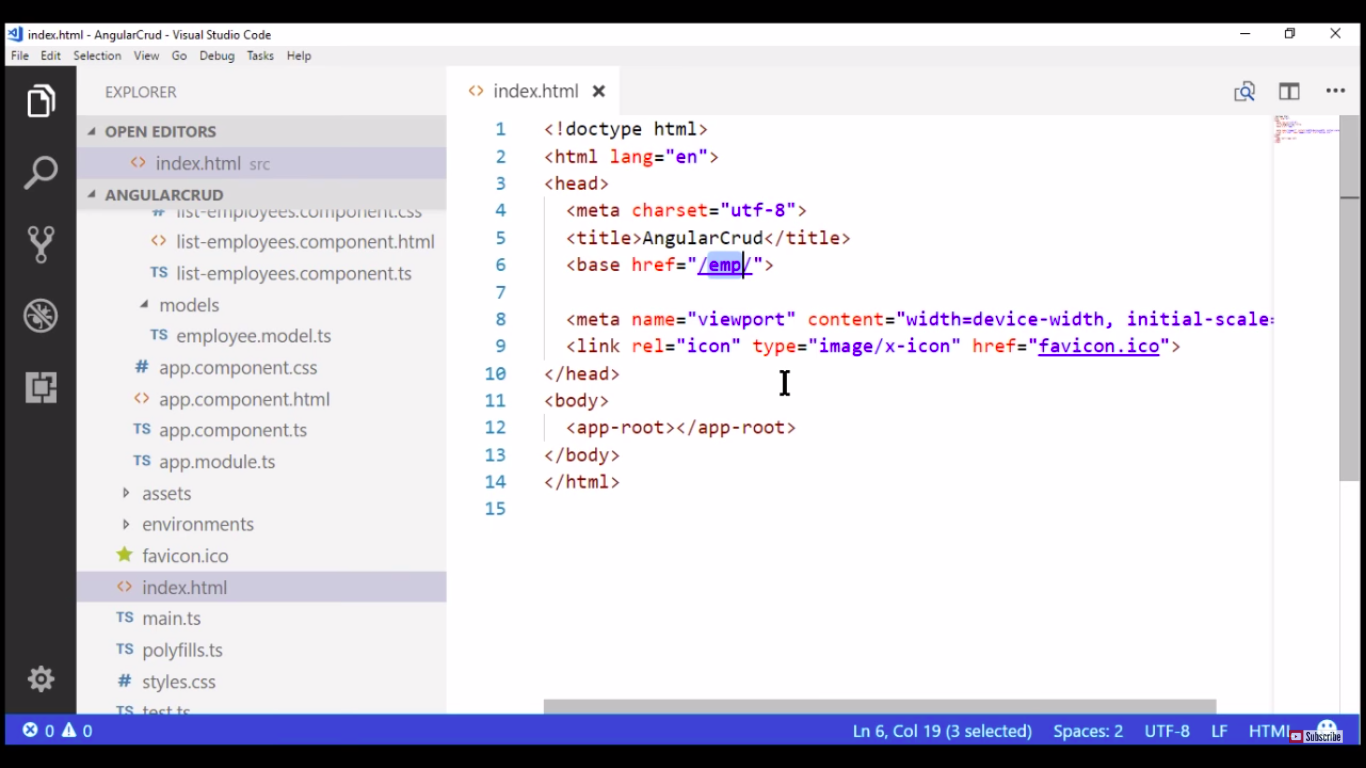 index.html - AngularCrud - Visual Studio Code
File Edit Selection View Go Debug Tasks Help
EXPLORER
OPEN EDITORS
index.html src
ANGULARCRUD
list-employees.component.css
list-employees.component.html
TS list-employees.component.ts
models
TS employee.model.ts
# app.component.css
<> app.component.html
TS app.component.ts
TS app.module.ts
assets
environments
favicon.ico
<> index.html
TS main.ts
TS polyfills.ts
# styles.css
TS test.ts
<> index.html
1 <!doctype html>
2 <html lang="en">
3 <head>
4 <meta charset="utf-8">
5 <title>AngularCrud</title>
6 <base href="/emp/">
7
8 <meta name="viewport" content="width=device-width, initial-scale=
9 <link rel="icon" type="image/x-icon" href="favicon.ico">
10 </head>
11 <body>
12 <app-root></app-root>
13 </body>
14 </html>
15
0 0
Ln 6, Col 19 (3 selected) Spaces: 2 UTF-8 LF HTML
Subscribe